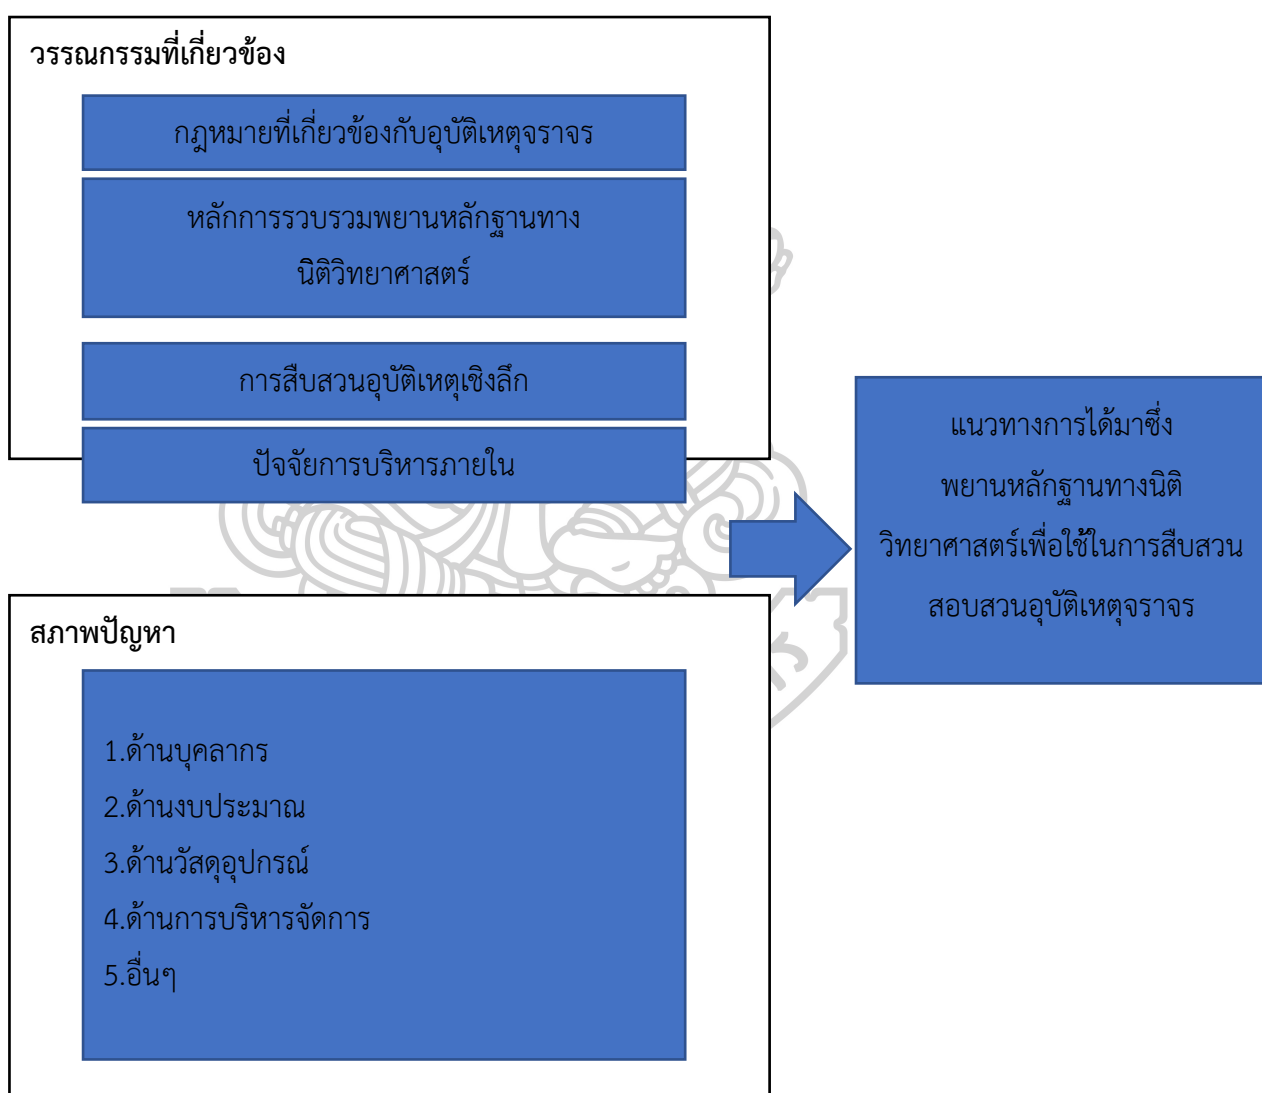 วรรณกรรมที่เกี่ยวข้อง
กฎหมายที่เกี่ยวข้องกับอุบัติเหตุจราจร
หลักการรวบรวมพยานหลักฐานทาง
นิติวิทยาศาสตร์
การสืบสวนอุบัติเหตุเชิงลึก
ปัจจัยการบริหารภายใน
แนวทางการได้มาซึ่ง
พยานหลักฐานทางนิติ
วิทยาศาสตร์เพื่อใช้ในการสืบสวน
สอบสวนอุบัติเหตุจราจร
สภาพปัญหา
1.ด้านบุคลากร
2.ด้านงบประมาณ
3.ด้านวัสดุอุปกรณ์
4.ด้านการบริหารจัดการ
5.อื่นๆ